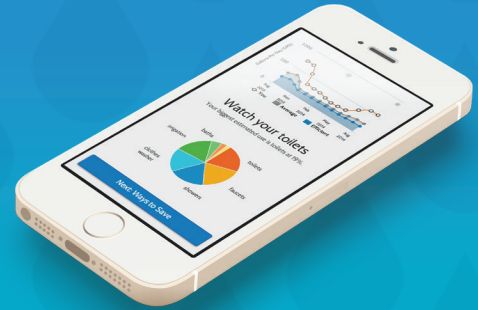 Watch your toilets
Your biggest estimated use is toilets at 19%.
You
Average
Efficient
baths
irrigation
toilets
clothes
washer
faucets
showers
Next: Ways to Save